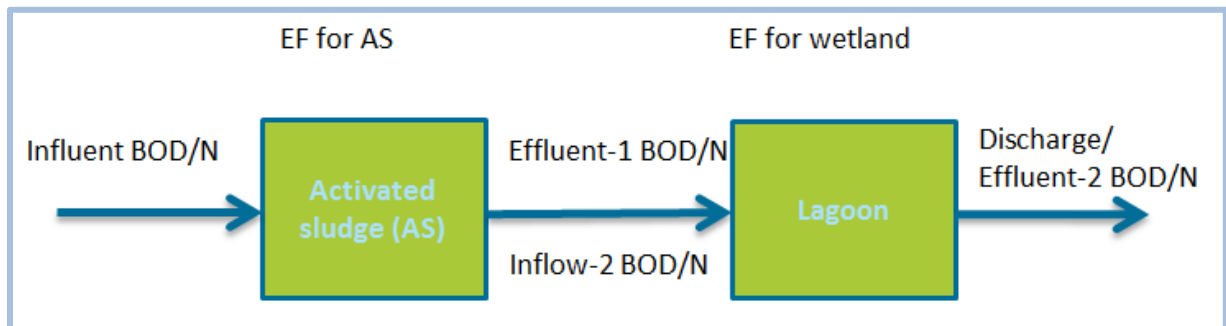 EF for AS
EF for wetland
Influent BOD/N
Activated
sludge (AS)
Effluent-1 BOD/N
Inflow-2 BOD/N
Lagoon
Discharge/
Effluent-2 BOD/N